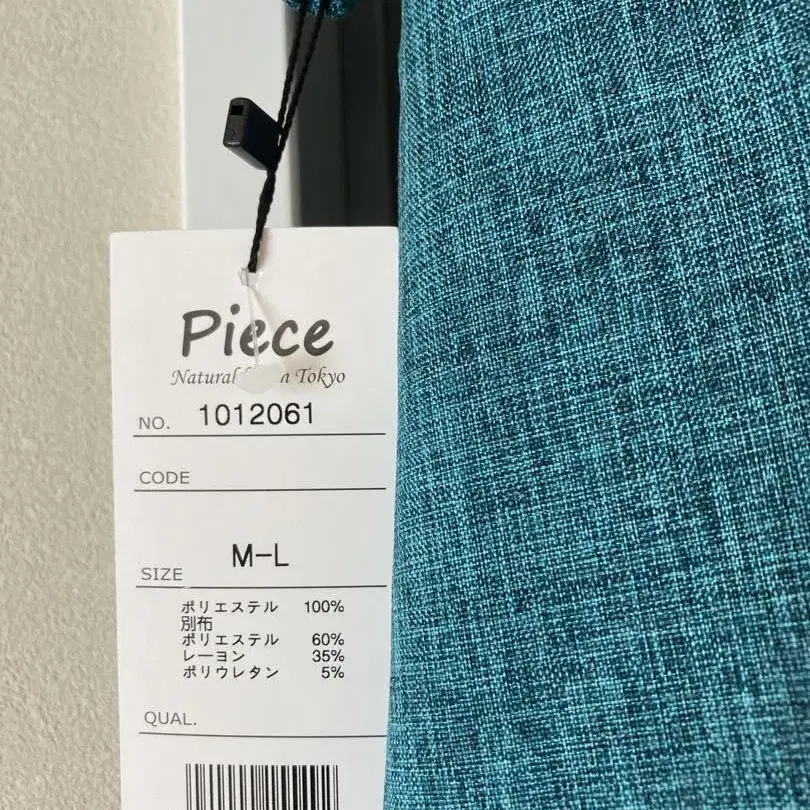 Piece
Natural Tokyo
NO. 1012061
CODE
SIZE M-L
ポリエステル 100%
別布
ポリエステル 60%
レーヨン 35%
ポリウレタン 5%
QUAL.